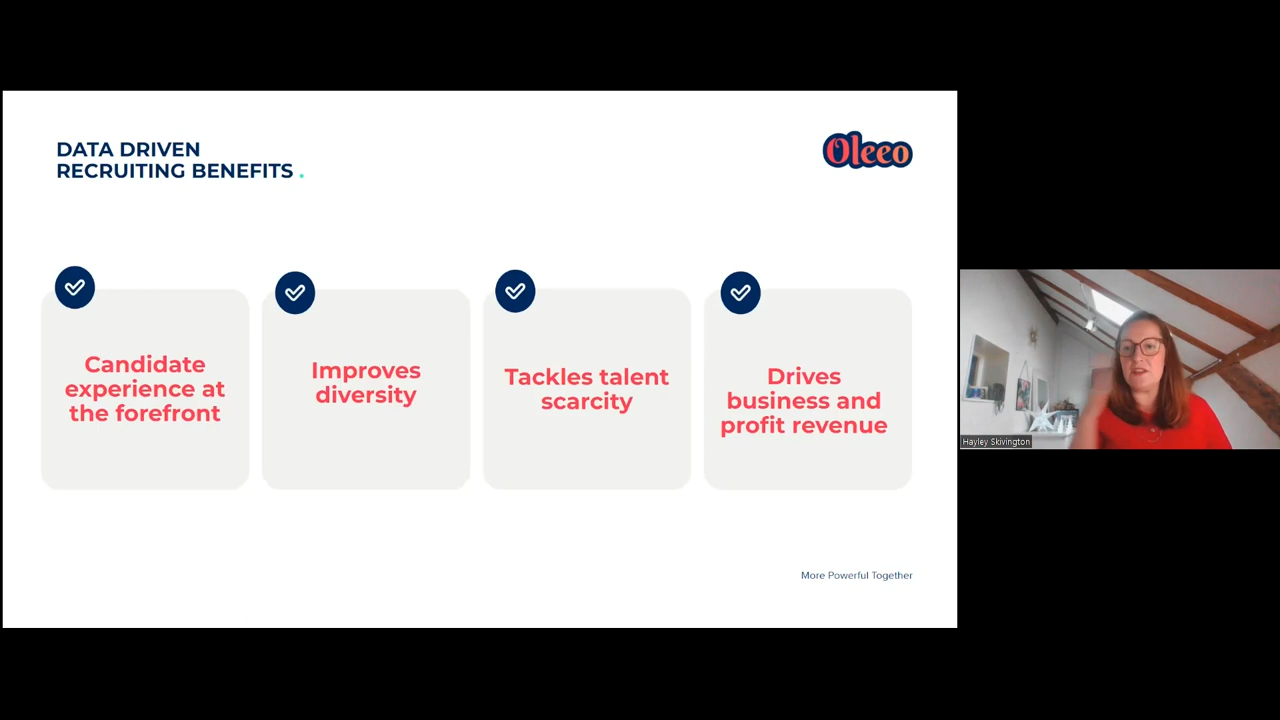 DATA DRIVEN
RECRUITING BENEFITS .
Oleeo
Candidate
experience at
the forefront
Improves
diversity
Tackles talent
scarcity
Drives
business and
profit revenue
More Powerful Together
Hayley Skivington